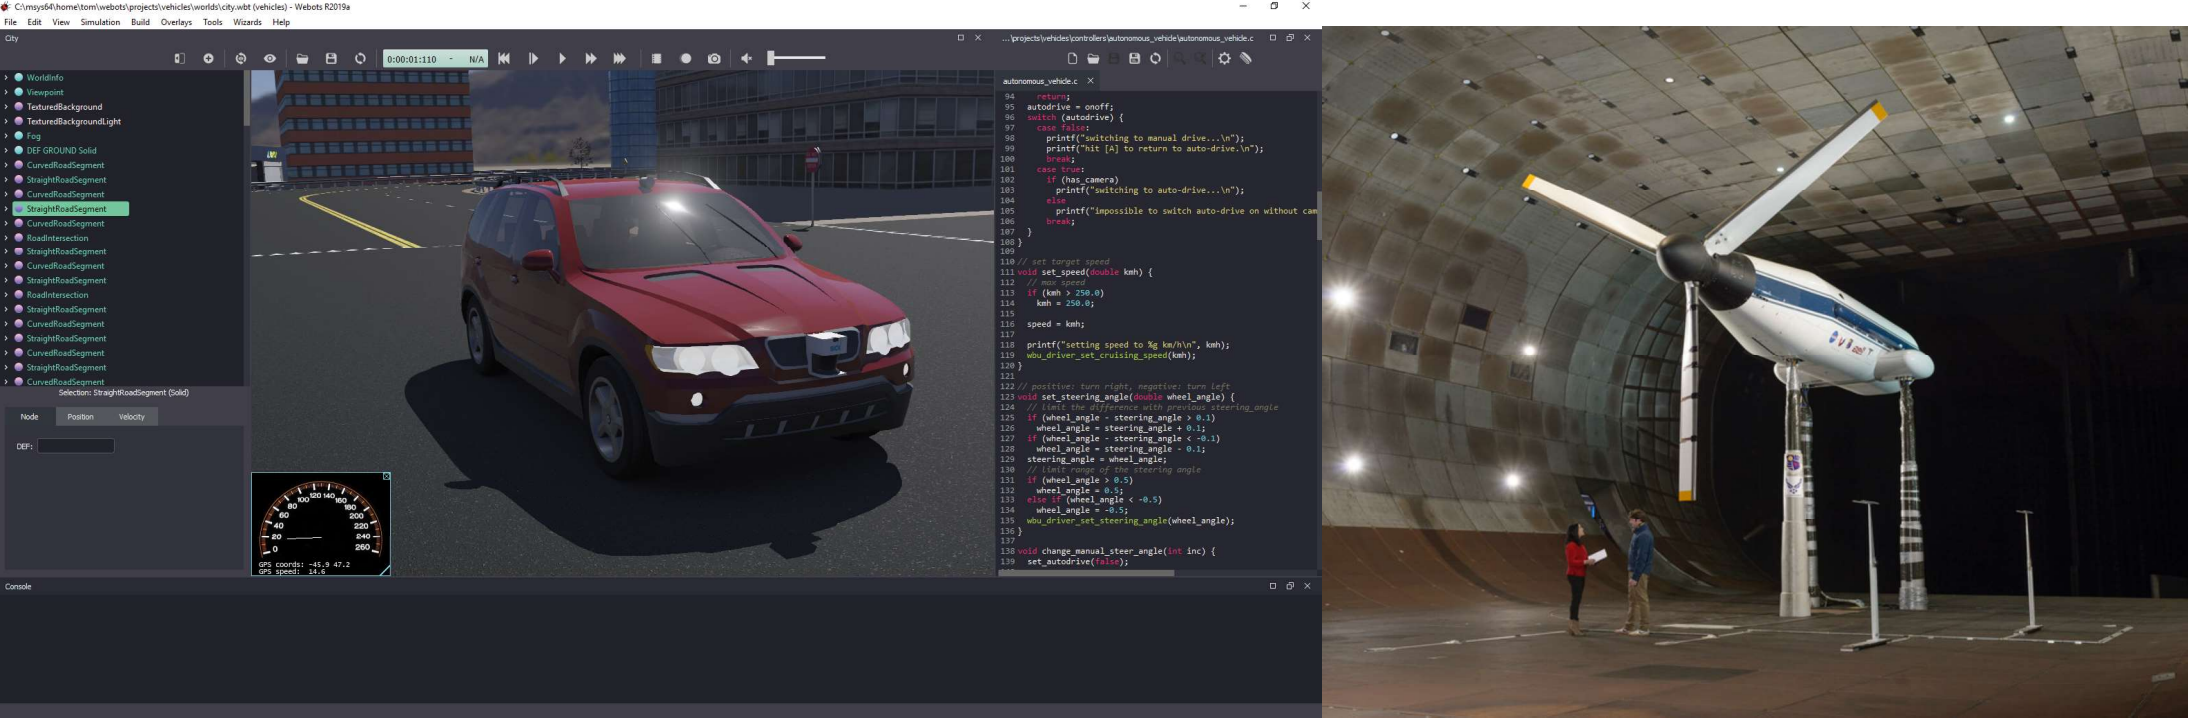 C:\msys64\home\tom\webots\projects\vehicles\worlds\city.wbt (vehicles) - Webots R2019a
File Edit View Simulation Build Overlays Tools Wizards Help
City
0:00:01:110 - N/A
WorldInfo
Viewpoint
TexturedBackground
TexturedBackgroundLight
Fog
DEF GROUND Solid
CurvedRoadSegment
StraightRoadSegment
CurvedRoadSegment
StraightRoadSegment
CurvedRoadSegment
RoadIntersection
StraightRoadSegment
CurvedRoadSegment
StraightRoadSegment
RoadIntersection
StraightRoadSegment
CurvedRoadSegment
StraightRoadSegment
CurvedRoadSegment
StraightRoadSegment
CurvedRoadSegment
Selection: StraightRoadSegment (Solid)
Node Position Velocity
DEF:
0 20 40 60 80 100 120 140 160 180 200 220 240 260
GPS coords: -45.9 47.2
GPS speed: 14.6
...\projects\vehicles\controllers\autonomous_vehicle\autonomous_vehicle.c
autonomous_vehicle.c
94 return;
95 autodrive = onoff;
96 switch (autodrive) {
97 case false:
98 printf("switching to manual drive...\n");
99 printf("hit [A] to return to auto-drive.\n");
100 break;
101 case true:
102 if (has_camera)
103 printf("switching to auto-drive...\n");
104 else
105 printf("impossible to switch auto-drive on without cam
106 break;
107 }
108 }
109
110 // set target speed
111 void set_speed(double kmh) {
112 // max speed
113 if (kmh > 250.0)
114 kmh = 250.0;
115
116 speed = kmh;
117
118 printf("setting speed to %g km/h\n", kmh);
119 wbu_driver_set_cruising_speed(kmh);
120 }
121
122 // positive: turn right, negative: turn left
123 void set_steering_angle(double wheel_angle) {
124 // limit the difference with previous steering_angle
125 if (wheel_angle - steering_angle > 0.1)
126 wheel_angle = steering_angle + 0.1;
127 if (wheel_angle - steering_angle < -0.1)
128 wheel_angle = steering_angle - 0.1;
129 steering_angle = wheel_angle;
130 // limit range of the steering angle
131 if (wheel_angle > 0.5)
132 wheel_angle = 0.5;
133 else if (wheel_angle < -0.5)
134 wheel_angle = -0.5;
135 wbu_driver_set_steering_angle(wheel_angle);
136 }
137
138 void change_manual_steer_angle(int inc) {
139 set_autodrive(false);
Console